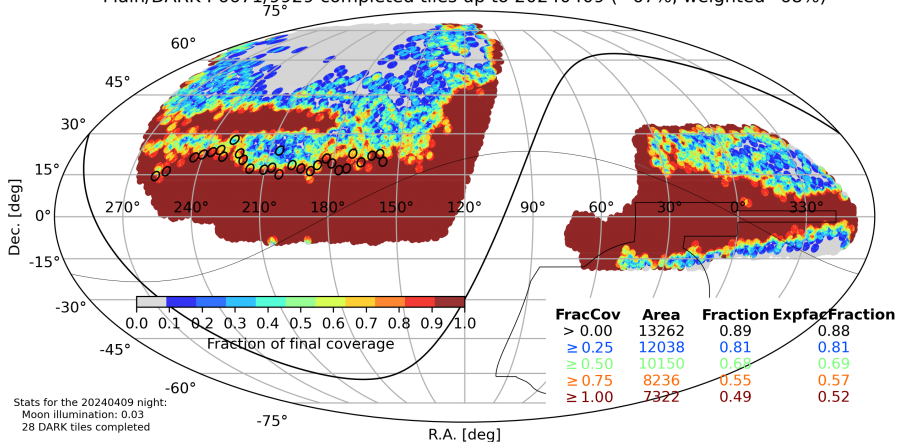 75°
60°
45°
30°
15°
0°
-15°
-30°
-45°
-60°
-75°
270° 240° 210° 180° 150° 120° 90° 60° 30° 0° 330°
Dec. [deg]
R.A. [deg]
0.0 0.1 0.2 0.3 0.4 0.5 0.6 0.7 0.8 0.9 1.0
Fraction of final coverage
FracCov Area Fraction ExpfacFraction
> 0.00 13262 0.89 0.88
≥ 0.25 12038 0.81 0.81
≥ 0.50 10150 0.68 0.69
≥ 0.75 8236 0.55 0.57
≥ 1.00 7322 0.49 0.52
Stats for the 20240409 night:
Moon illumination: 0.03
28 DARK tiles completed